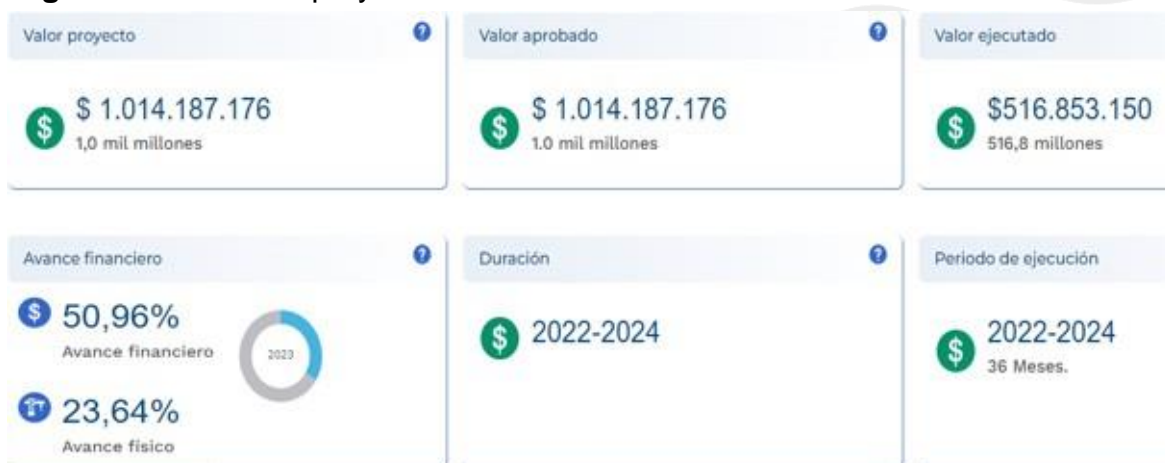 Valor proyecto
$ 1.014.187.176
1,0 mil millones
Valor aprobado
$ 1.014.187.176
1.0 mil millones
Valor ejecutado
$516.853.150
516,8 millones
Avance financiero
50,96%
Avance financiero
2023
23,64%
Avance físico
Duración
2022-2024
Periodo de ejecución
2022-2024
36 Meses.